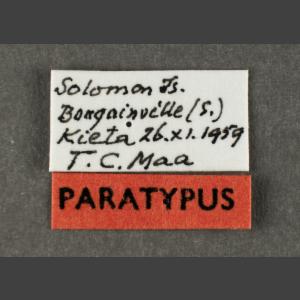 Solomon Is.
Bougainville (S.)
Kieta 26.XI.1959
T.C. Maa
PARATYPUS